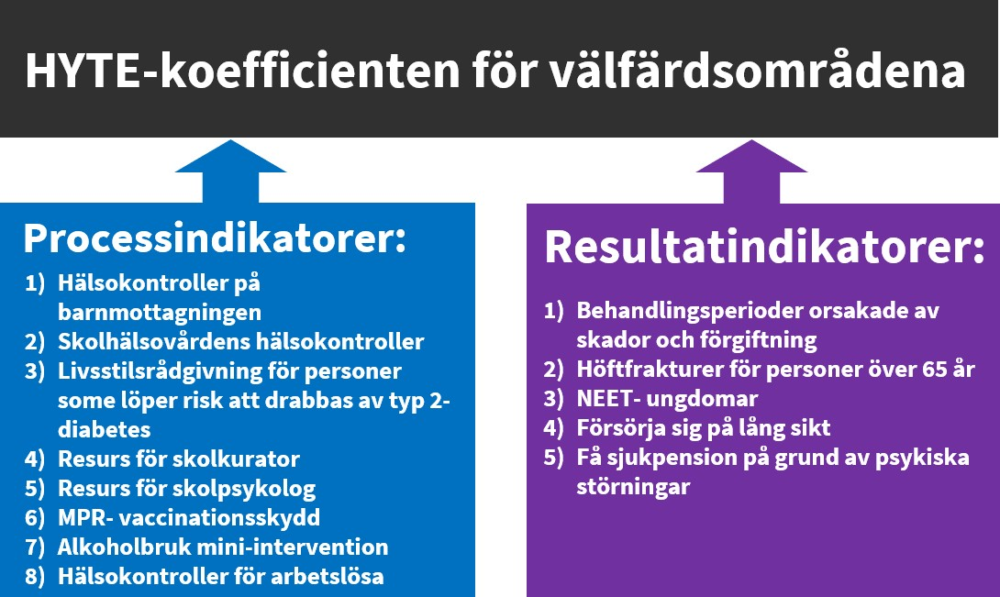 HYTE-koefficienten för välfärdsområdena
Processindikatorer:
1) Hälsokontroller på
barnmottagningen
2) Skolhälsovårdens hälsokontroller
3) Livsstilsrådgivning för personer
some löper risk att drabbas av typ 2-
diabetes
4) Resurs för skolkurator
5) Resurs för skolpsykolog
6) MPR- vaccinationsskydd
7) Alkoholbruk mini-intervention
8) Hälsokontroller för arbetslösa
Resultatindikatorer:
1) Behandlingsperioder orsakade av
skador och förgiftning
2) Höftfrakturer för personer över 65 år
3) NEET- ungdomar
4) Försörja sig på lång sikt
5) Få sjukpension på grund av psykiska
störningar